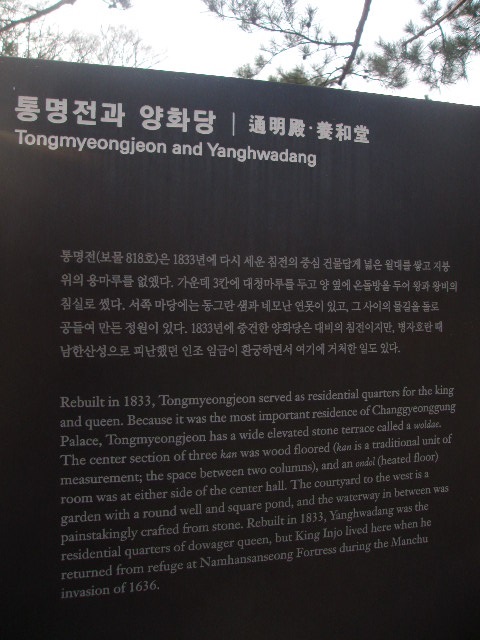 통명전과 양화당 | 通明殿·養和堂
Tongmyeongjeon and Yanghwadang
통명전(보물 818호)은 1833년에 다시 세운 침전의 중심 건물답게 넓은 월대를 쌓고 지붕
위의 용마루를 없앴다. 가운데 3칸에 대청마루를 두고 양 옆에 온돌방을 두어 왕과 왕비의
침실로 썼다. 서쪽 마당에는 동그란 샘과 네모난 연못이 있고, 그 사이의 물길을 돌로
공들여 만든 정원이 있다. 1833년에 중건한 양화당은 대비의 침전이지만, 병자호란 때
남한산성으로 피난했던 인조 임금이 환궁하면서 여기에 거처한 일도 있다.
Rebuilt in 1833, Tongmyeongjeon served as residential quarters for the king
and queen. Because it was the most important residence of Changgyeonggung
Palace, Tongmyeongjeon has a wide elevated stone terrace called a woldae.
The center section of three kan was wood floored (kan is a traditional unit of
measurement; the space between two columns), and an ondol (heated floor)
room was at either side of the center hall. The courtyard to the west is a
garden with a round well and square pond, and the waterway in between was
painstakingly crafted from stone. Rebuilt in 1833, Yanghwadang was the
residential quarters of dowager queen, but King Injo lived here when he
returned from refuge at Namhansanseong Fortress during the Manchu
invasion of 1636.